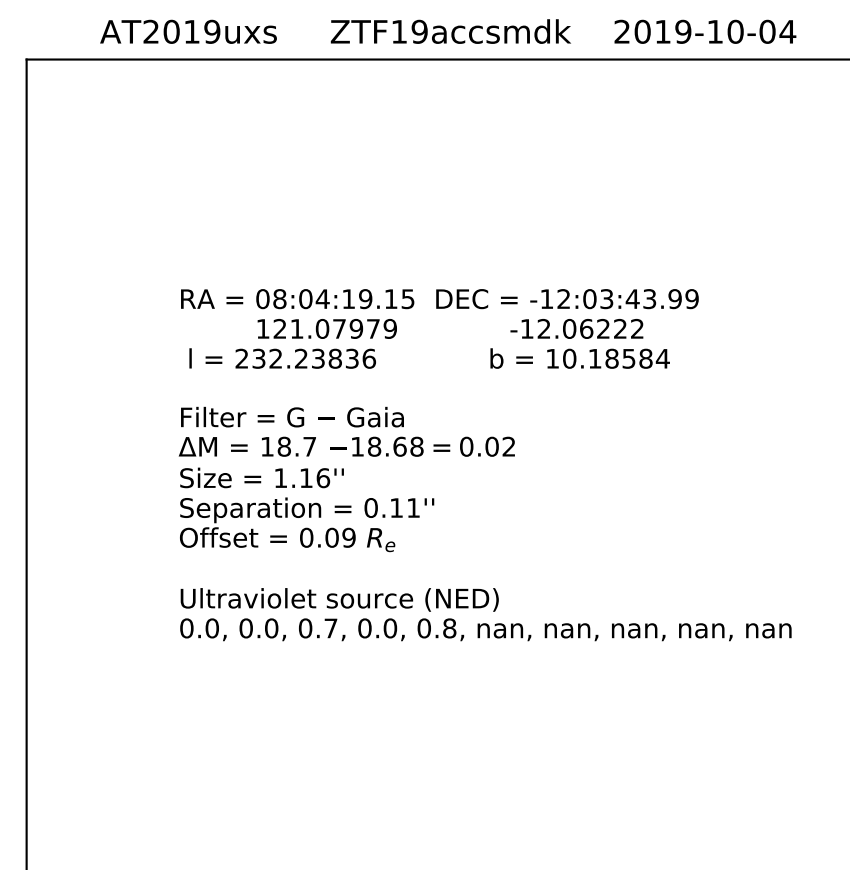 AT2019uxs ZTF19accsmdk 2019-10-04
RA = 08:04:19.15 DEC = -12:03:43.99
121.07979 -12.06222
l = 232.23836 b = 10.18584
Filter = G − Gaia
ΔM = 18.7 −18.68 = 0.02
Size = 1.16''
Separation = 0.11''
Offset = 0.09 Re
Ultraviolet source (NED)
0.0, 0.0, 0.7, 0.0, 0.8, nan, nan, nan, nan, nan